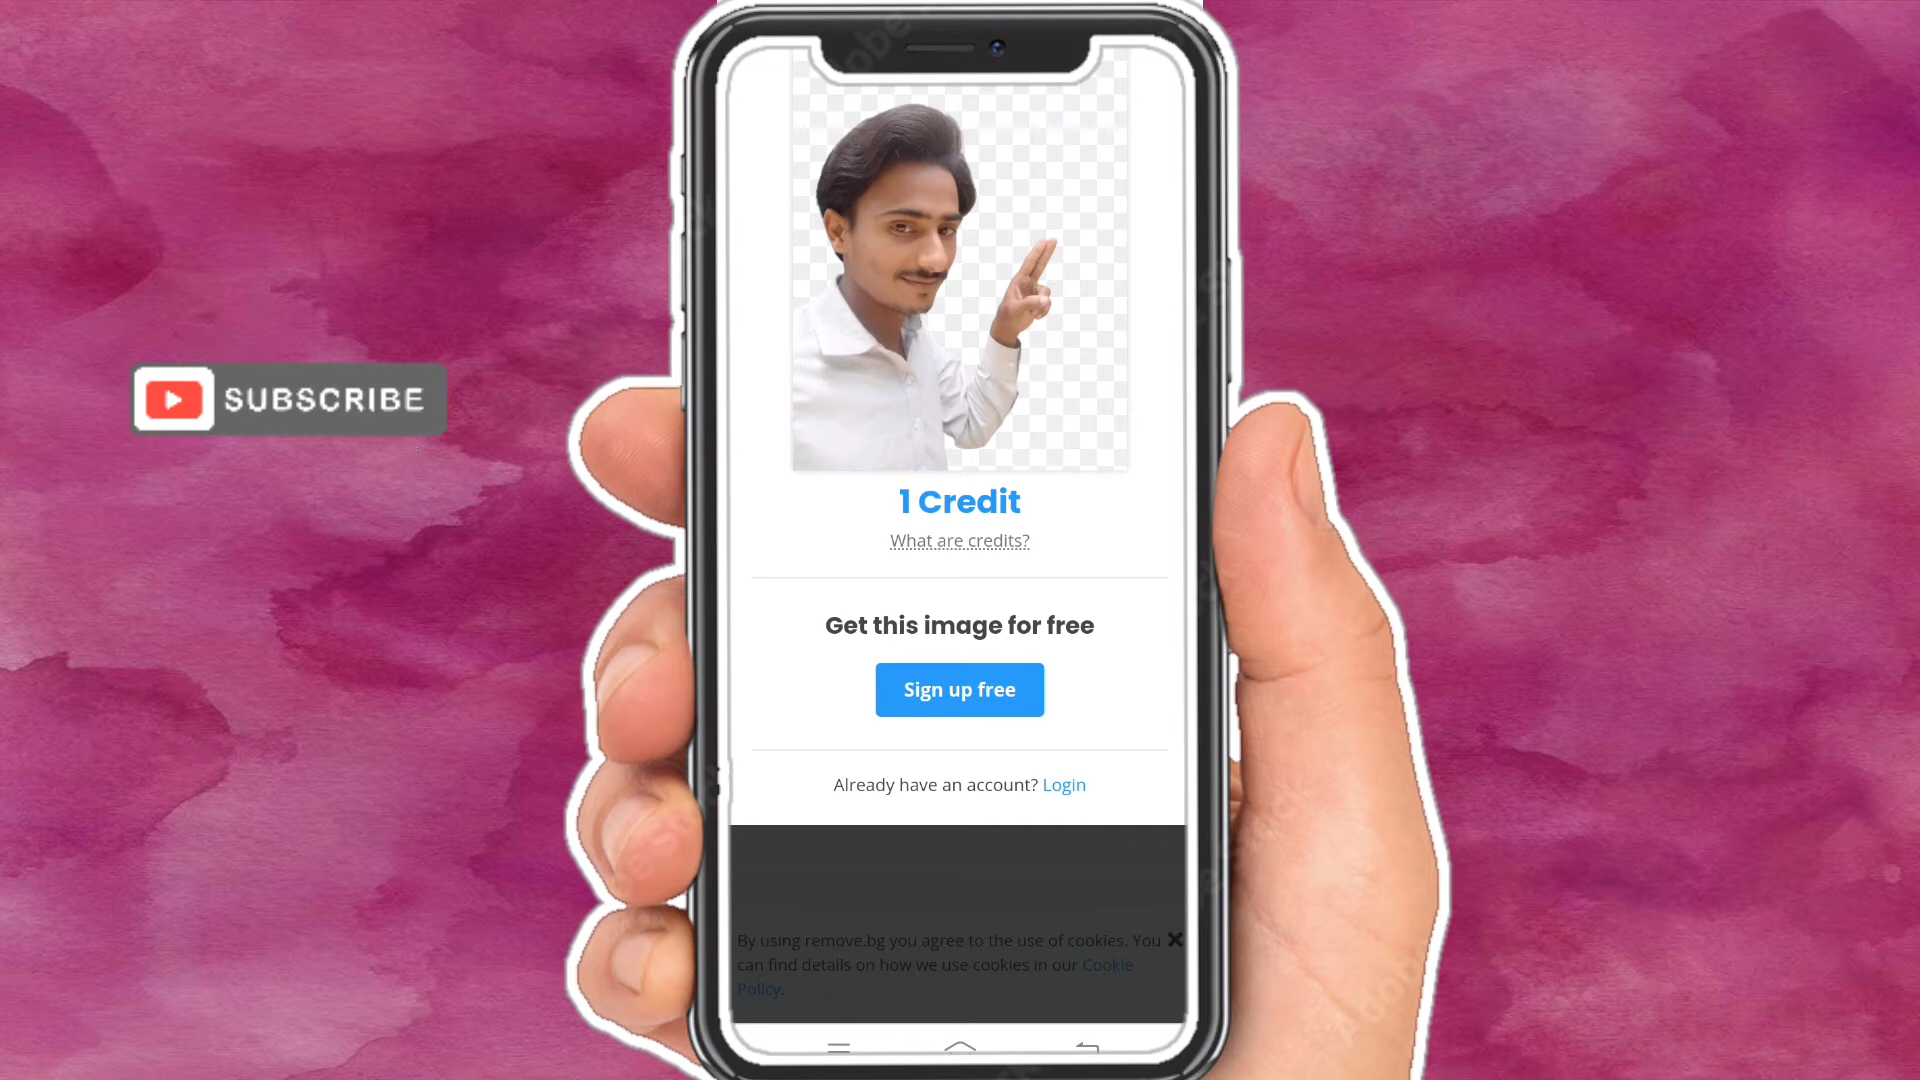 SUBSCRIBE
1 Credit
What are credits?
Get this image for free
Sign up free
Already have an account? Login
By using remove.bg you agree to the use of cookies. You
can find details on how we use cookies in our Cookie
Policy.